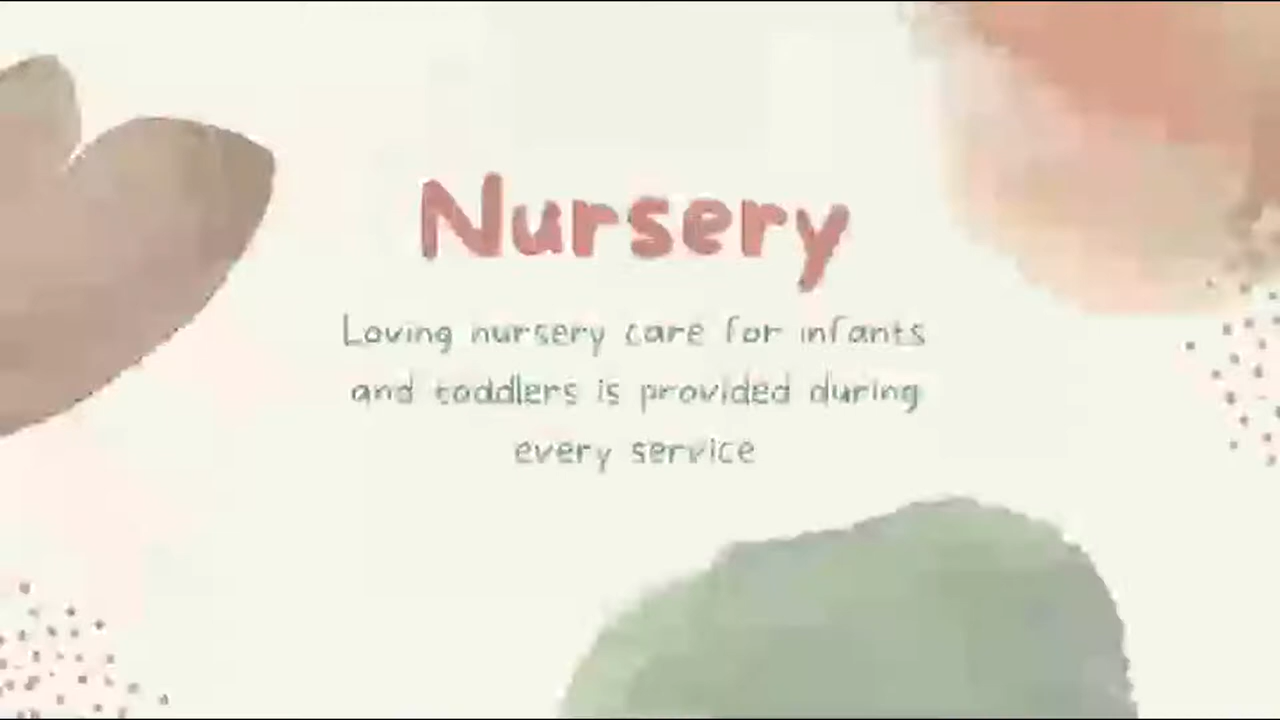 Nursery
Loving nursery care for infants
and toddlers is provided during
every service